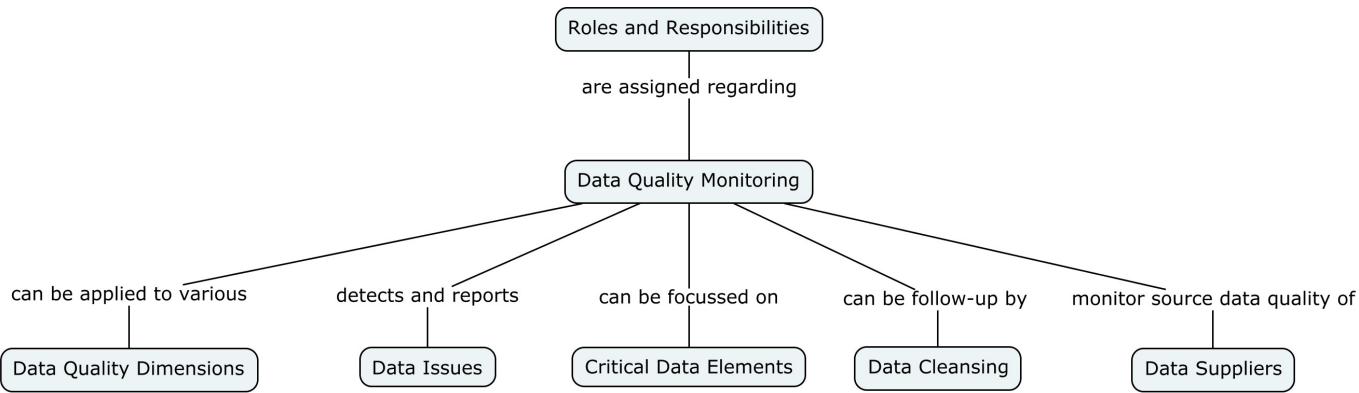 Roles and Responsibilities
are assigned regarding
Data Quality Monitoring
can be applied to various
detects and reports
can be focussed on
can be follow-up by
monitor source data quality of
Data Quality Dimensions
Data Issues
Critical Data Elements
Data Cleansing
Data Suppliers